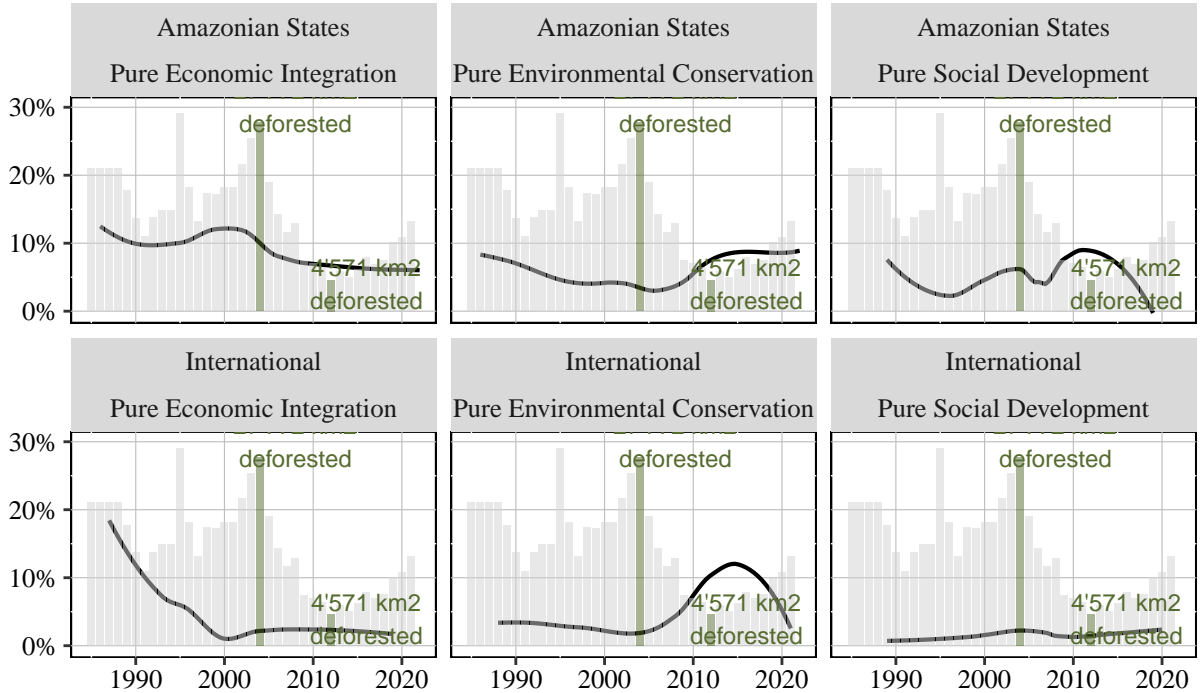 Amazonian States
Pure Economic Integration
Amazonian States
Pure Environmental Conservation
Amazonian States
Pure Social Development
30%
20%
10%
0%
deforested
4'571 km2
deforested
deforested
4'571 km2
deforested
deforested
4'571 km2
deforested
International
Pure Economic Integration
International
Pure Environmental Conservation
International
Pure Social Development
30%
20%
10%
0%
deforested
4'571 km2
deforested
deforested
4'571 km2
deforested
deforested
4'571 km2
deforested
1990 2000 2010 2020
1990 2000 2010 2020
1990 2000 2010 2020